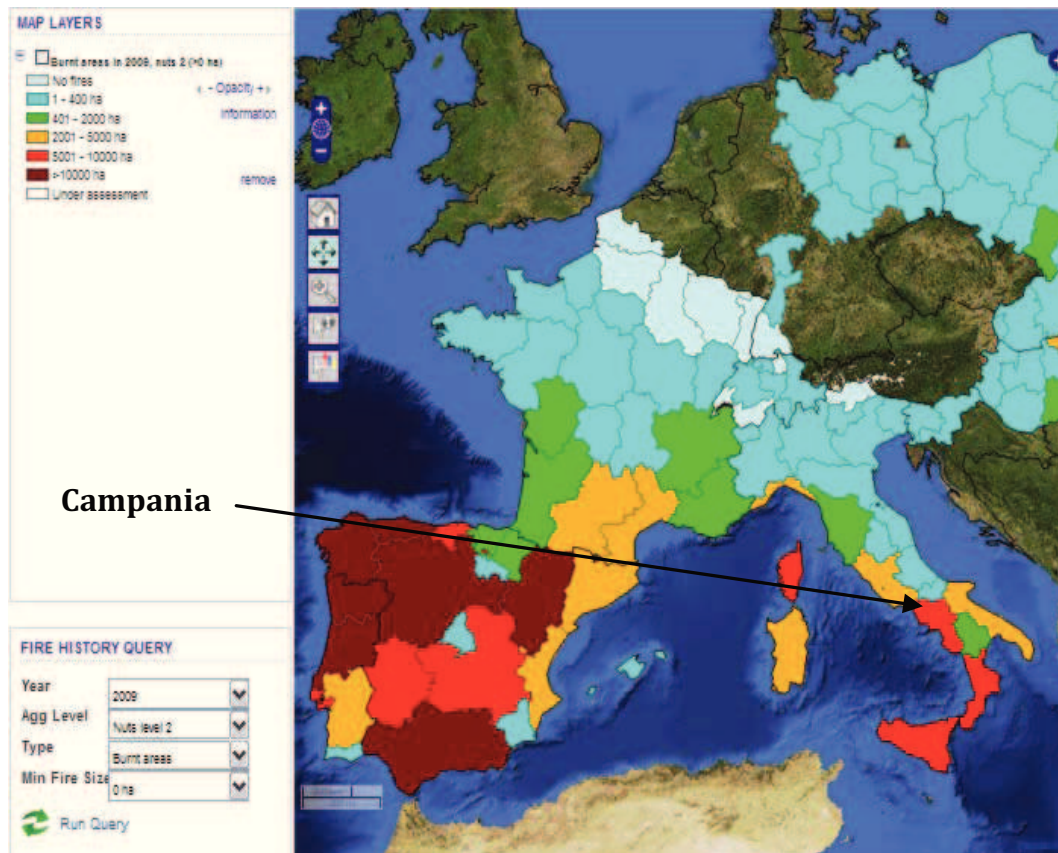 MAP LAYERS
Burnt areas in 2009, nuts 2 (>0 ha)
No fires
1 - 400 ha
‹ - Opacity + ›
401 - 2000 ha
Information
2001 - 5000 ha
5001 - 10000 ha
>10000 ha
remove
Under assessment
Campania
FIRE HISTORY QUERY
Year
2009
Agg Level
Nuts level 2
Type
Burnt areas
Min Fire Size
0 ha
Run Query